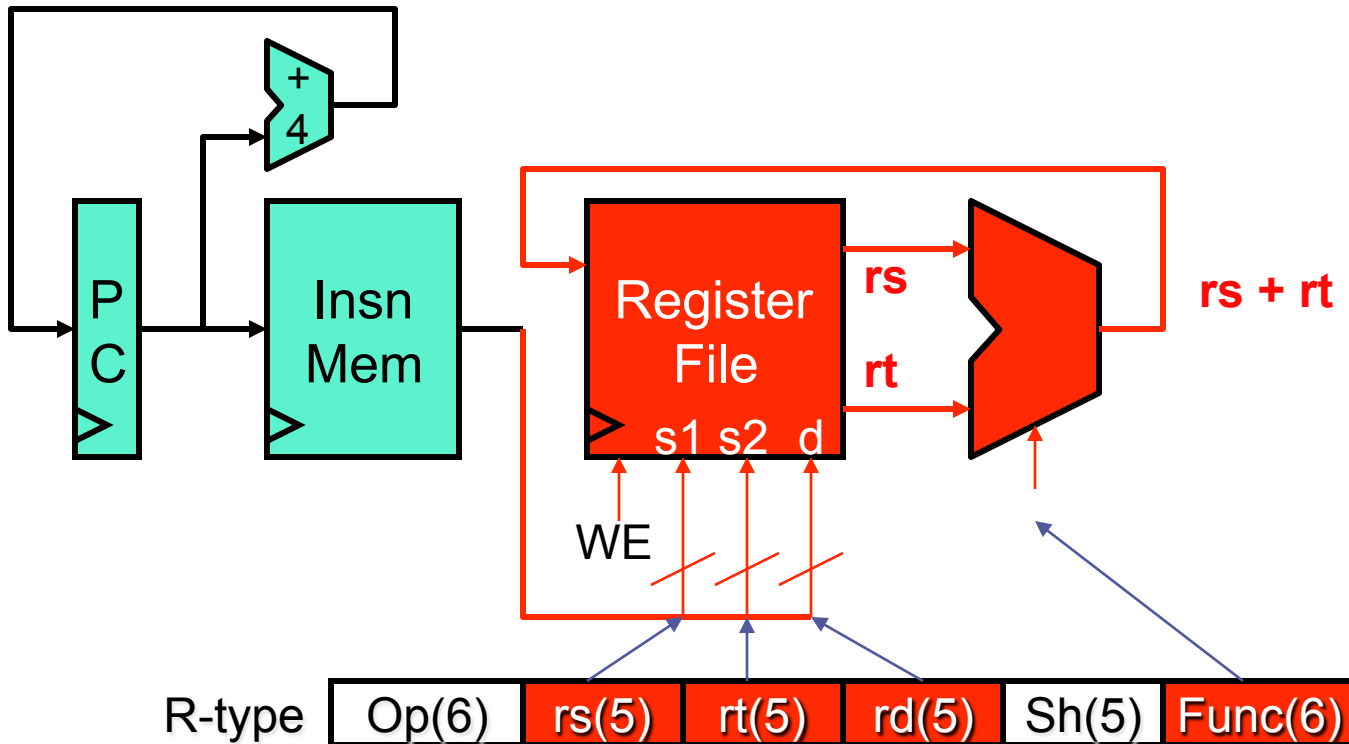 +
4
P
C
Insn
Mem
Register
File
s1 s2 d
rs
rt
rs + rt
WE
R-type Op(6) rs(5) rt(5) rd(5) Sh(5) Func(6)